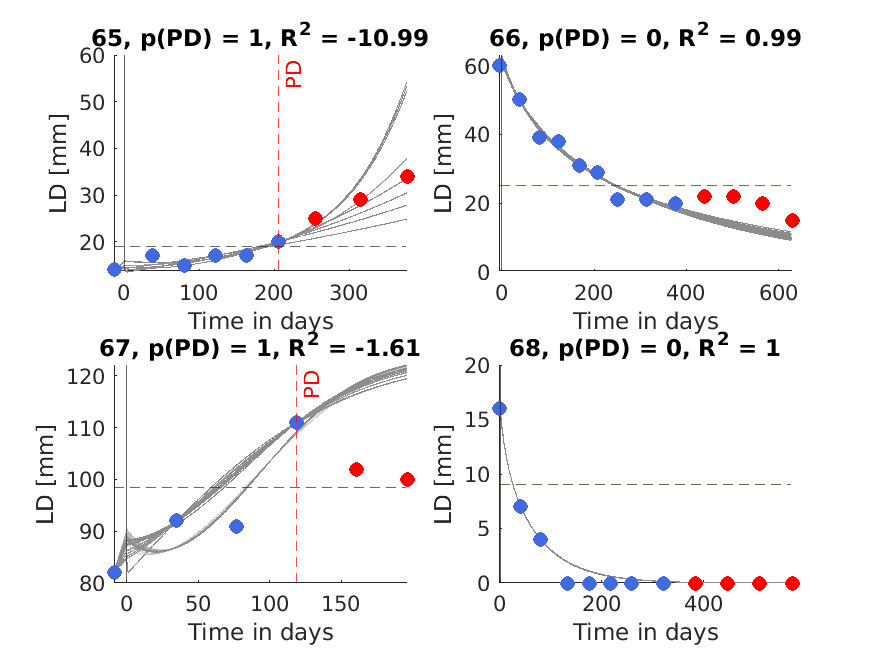 65, p(PD) = 1, R² = -10.99
60
50
40
30
20
LD [mm]
PD
0 100 200 300
Time in days
66, p(PD) = 0, R² = 0.99
60
40
20
0
LD [mm]
0 200 400 600
Time in days
67, p(PD) = 1, R² = -1.61
120
110
100
90
80
LD [mm]
PD
0 50 100 150
Time in days
68, p(PD) = 0, R² = 1
20
15
10
5
0
LD [mm]
0 200 400
Time in days